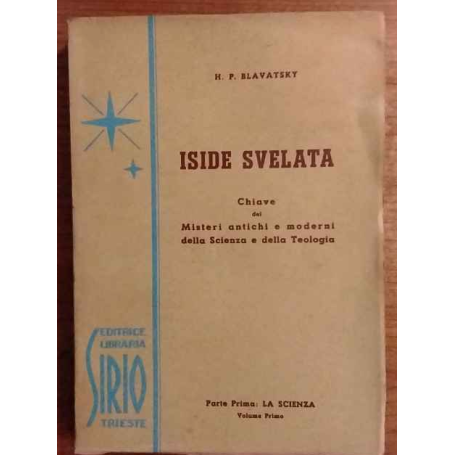 H. P. BLAVATSKY
ISIDE SVELATA
Chiave
dei
Misteri antichi e moderni
della Scienza e della Teologia
EDITRICE
LIBRARIA
SIRIO
TRIESTE
Parte Prima: LA SCIENZA
Volume Primo